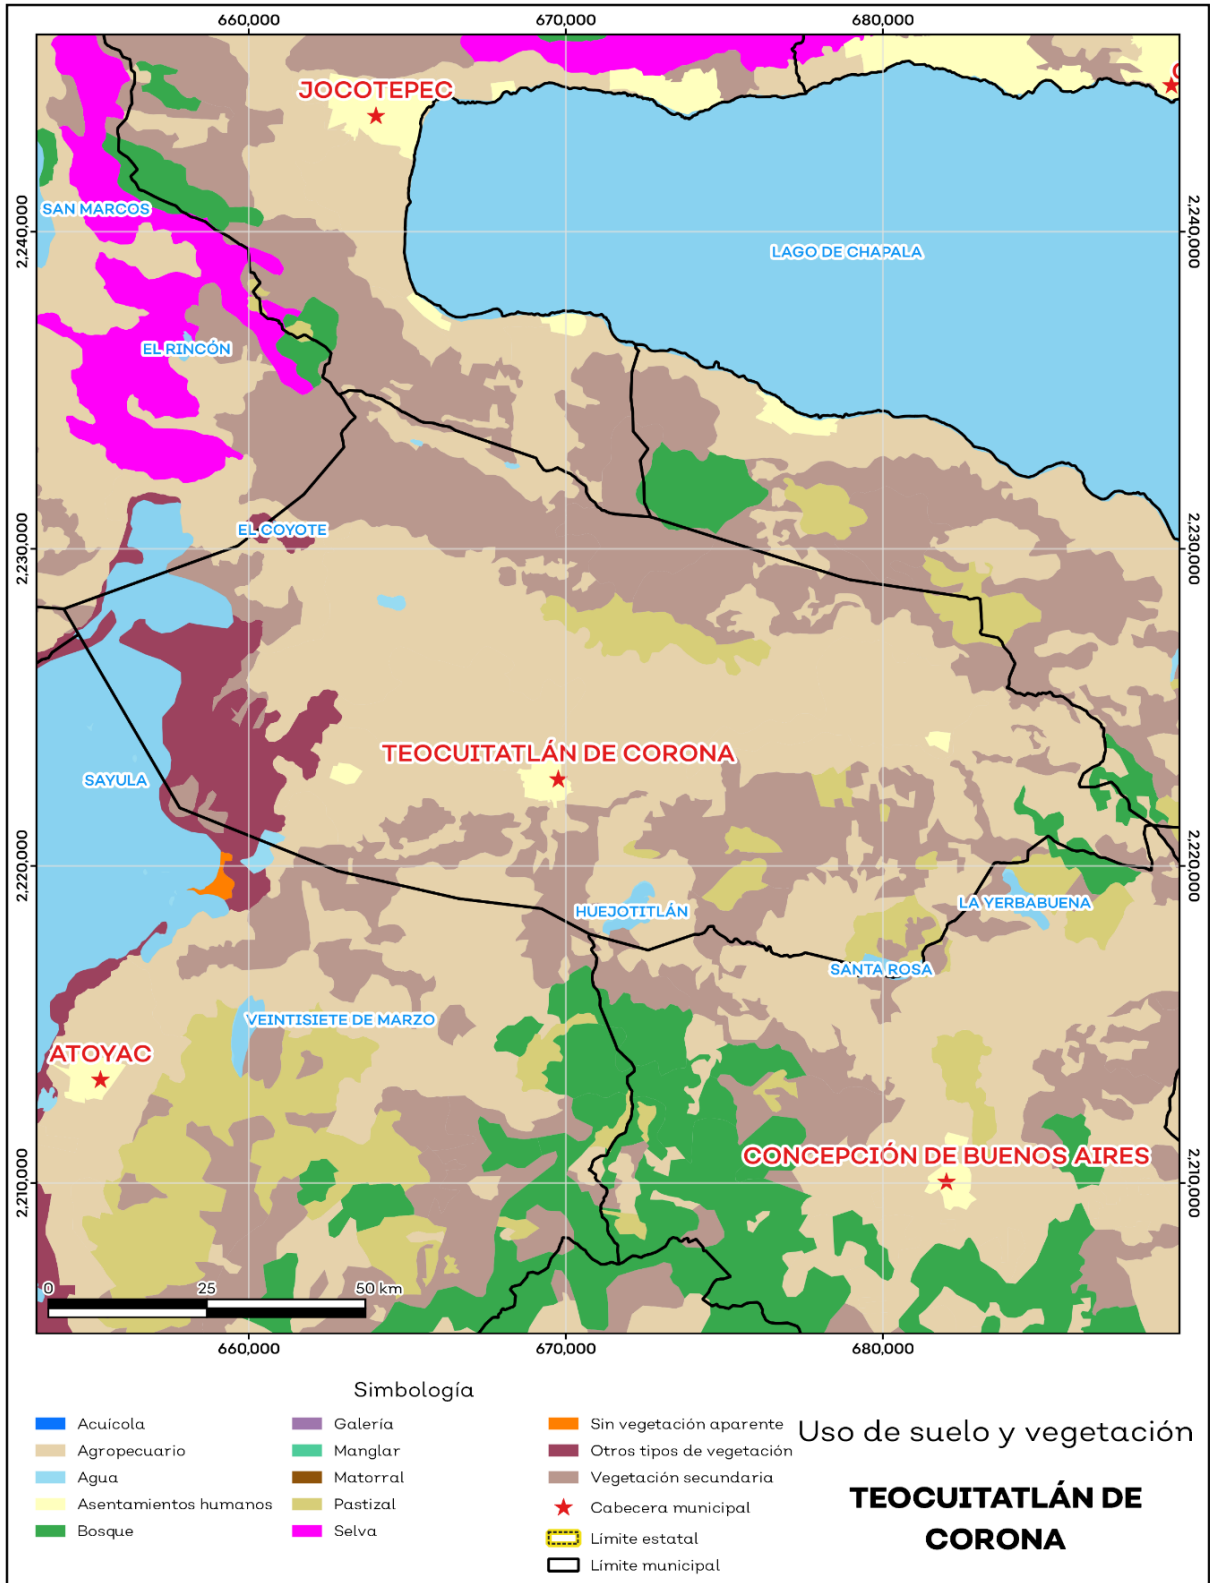 660,000 670,000 680,000
JOCOTEPEC
SAN MARCOS
2,240,000 2,240,000
LAGO DE CHAPALA
EL RINCÓN
EL COYOTE
2,230,000 2,230,000
TEOCUITATLÁN DE CORONA
SAYULA
2,220,000 2,220,000
HUEJOTITLÁN
LA YERBABUENA
SANTA ROSA
VEINTISIETE DE MARZO
ATOYAC
CONCEPCIÓN DE BUENOS AIRES
2,210,000 2,210,000
0 25 50 km
660,000 670,000 680,000
Simbología
Acuícola
Agropecuario
Agua
Asentamientos humanos
Bosque
Galería
Manglar
Matorral
Pastizal
Selva
Sin vegetación aparente
Otros tipos de vegetación
Vegetación secundaria
Cabecera municipal
Límite estatal
Límite municipal
Uso de suelo y vegetación
TEOCUITATLÁN DE
CORONA